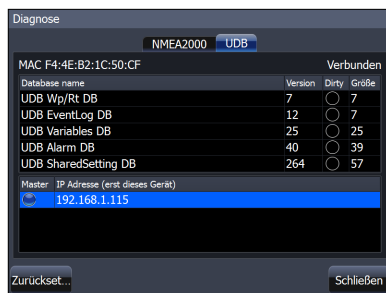 Diagnose
NMEA2000 UDB
MAC F4:4E:B2:1C:50:CF Verbunden
Database name Version Dirty Größe
UDB Wp/Rt DB 7 7
UDB EventLog DB 12 7
UDB Variables DB 25 25
UDB Alarm DB 40 39
UDB SharedSetting DB 264 57
Master IP Adresse (erst dieses Gerät)
192.168.1.115
Zurückset... Schließen